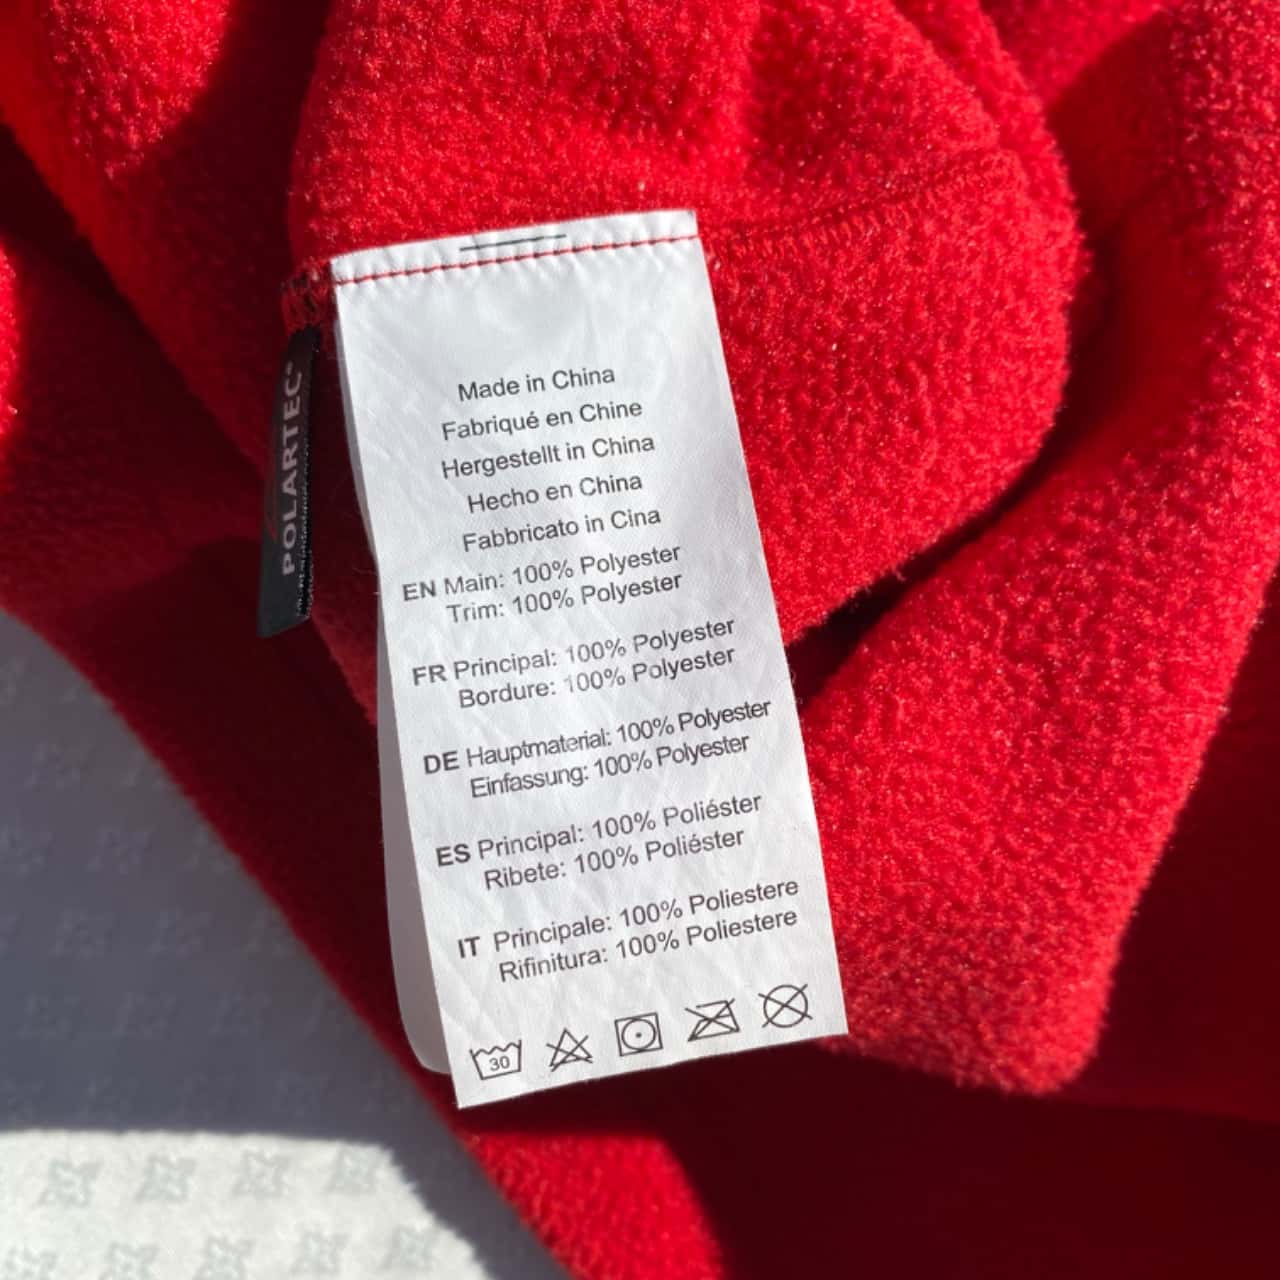 POLARTEC®
Made in China
Fabriqué en Chine
Hergestellt in China
Hecho en China
Fabbricato in Cina
EN Main: 100% Polyester
Trim: 100% Polyester
FR Principal: 100% Polyester
Bordure: 100% Polyester
DE Hauptmaterial: 100% Polyester
Einfassung: 100% Polyester
ES Principal: 100% Poliéster
Ribete: 100% Poliéster
IT Principale: 100% Poliestere
Rifinitura: 100% Poliestere
30